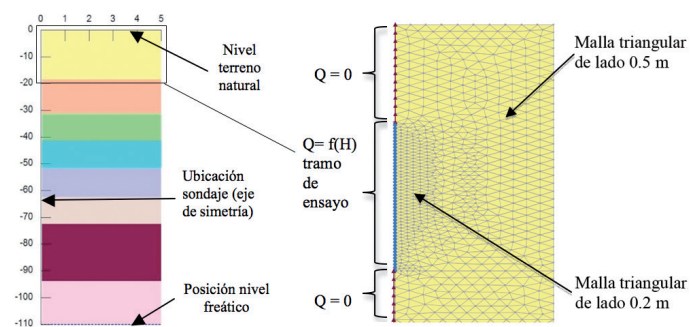 0 1 2 3 4 5
0
-10
-20
-30
-40
-50
-60
-70
-80
-90
-100
-110
Nivel
terreno
natural
Ubicación
sondaje (eje
de simetría)
Posición nivel
freático
Q = 0
Q= f(H)
tramo
de
ensayo
Q = 0
Malla triangular
de lado 0.5 m
Malla triangular
de lado 0.2 m